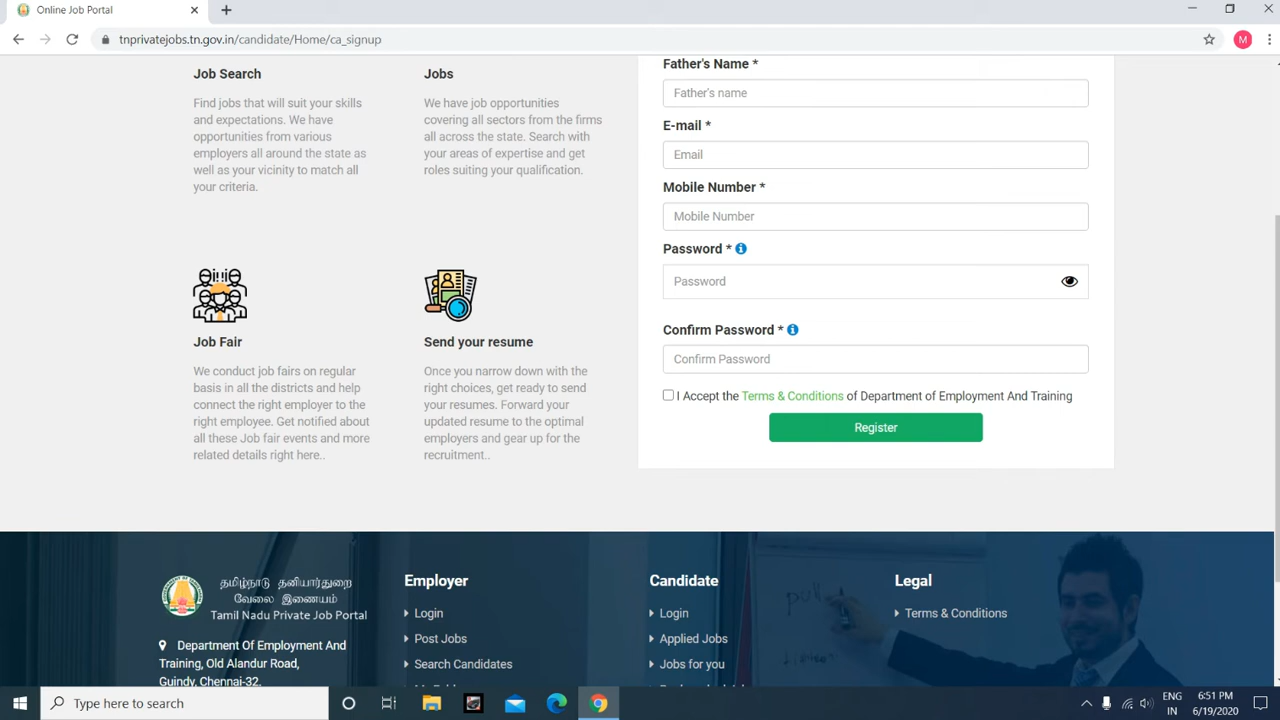 Online Job Portal
tnprivatejobs.tn.gov.in/candidate/Home/ca_signup
M
Job Search
Find jobs that will suit your skills
and expectations. We have
opportunities from various
employers all around the state as
well as your vicinity to match all
your criteria.
Jobs
We have job opportunities
covering all sectors from the firms
all across the state. Search with
your areas of expertise and get
roles suiting your qualification.
Job Fair
We conduct job fairs on regular
basis in all the districts and help
connect the right employer to the
right employee. Get notified about
all these Job fair events and more
related details right here..
Send your resume
Once you narrow down with the
right choices, get ready to send
your resumes. Forward your
updated resume to the optimal
employers and gear up for the
recruitment..
Father's Name *
Father's name
E-mail *
Email
Mobile Number *
Mobile Number
Password *
Password
Confirm Password *
Confirm Password
I Accept the Terms & Conditions of Department of Employment And Training
Register
தமிழ்நாடு தனியார்துறை
வேலை இணையம்
Tamil Nadu Private Job Portal
Department Of Employment And
Training, Old Alandur Road,
Guindy, Chennai-32.
Employer
Login
Post Jobs
Search Candidates
Candidate
Login
Applied Jobs
Jobs for you
Legal
Terms & Conditions
Type here to search
ENG
IN
6:51 PM
6/19/2020